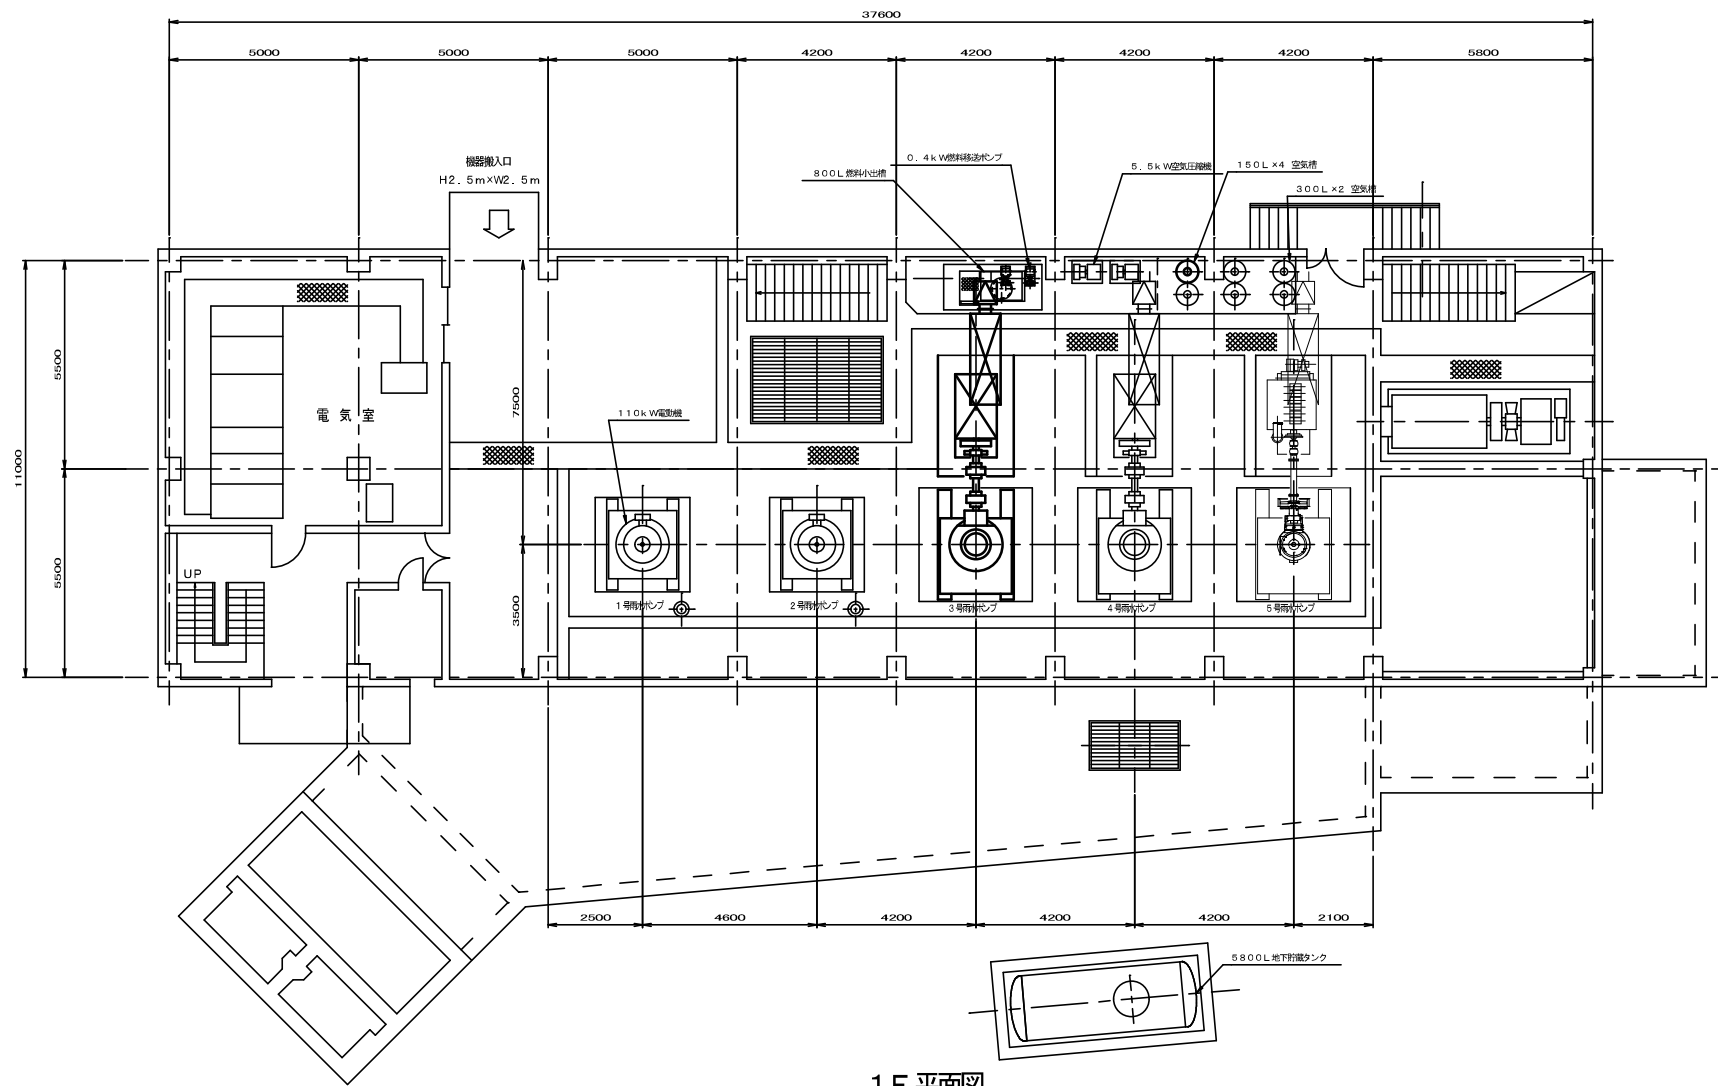 37600
5000 5000 5000 4200 4200 4200 4200 5800
機器搬入口
H2.5m×W2.5m
800L燃料小出槽
0.4kW燃料移送ポンプ
5.5kW空気圧縮機
150L×4 空気槽
300L×2 空気槽
11000
5500
5500
7500
3500
電気室
110kW電動機
UP
1号雨水ポンプ
2号雨水ポンプ
3号雨水ポンプ
4号雨水ポンプ
5号雨水ポンプ
2500 4600 4200 4200 4200 2100
5800L地下貯蔵タンク
1F平面図